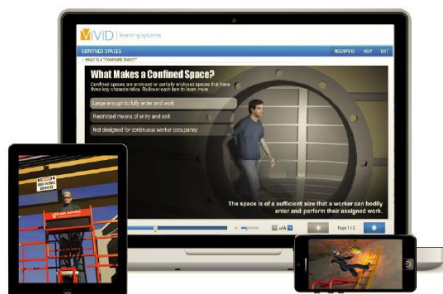 VIVID learning systems
CONFINED SPACES
RESOURCES HELP EXIT
What Makes a Confined Space?
Confined spaces are enclosed or partially enclosed spaces that have
three key characteristics. Rollover each item to learn more.
Large enough to fully enter and work
Restricted means of entry and exit
Not designed for continuous worker occupancy
The space is of a sufficient size that a worker can bodily
enter and perform their assigned work.